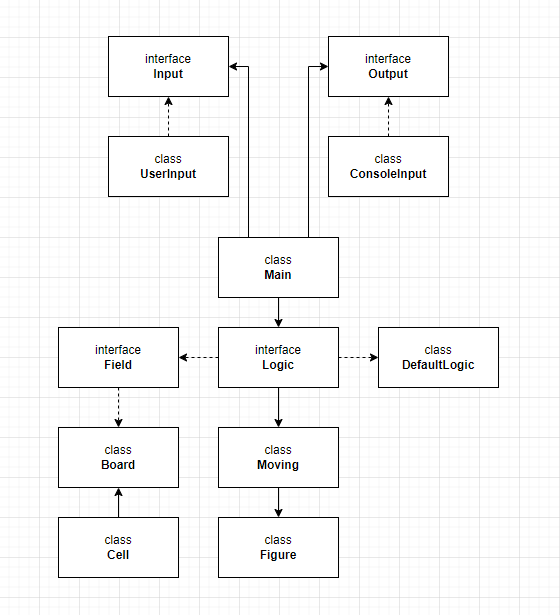 interface
Input
interface
Output
class
UserInput
class
ConsoleInput
class
Main
interface
Field
interface
Logic
class
DefaultLogic
class
Board
class
Moving
class
Cell
class
Figure